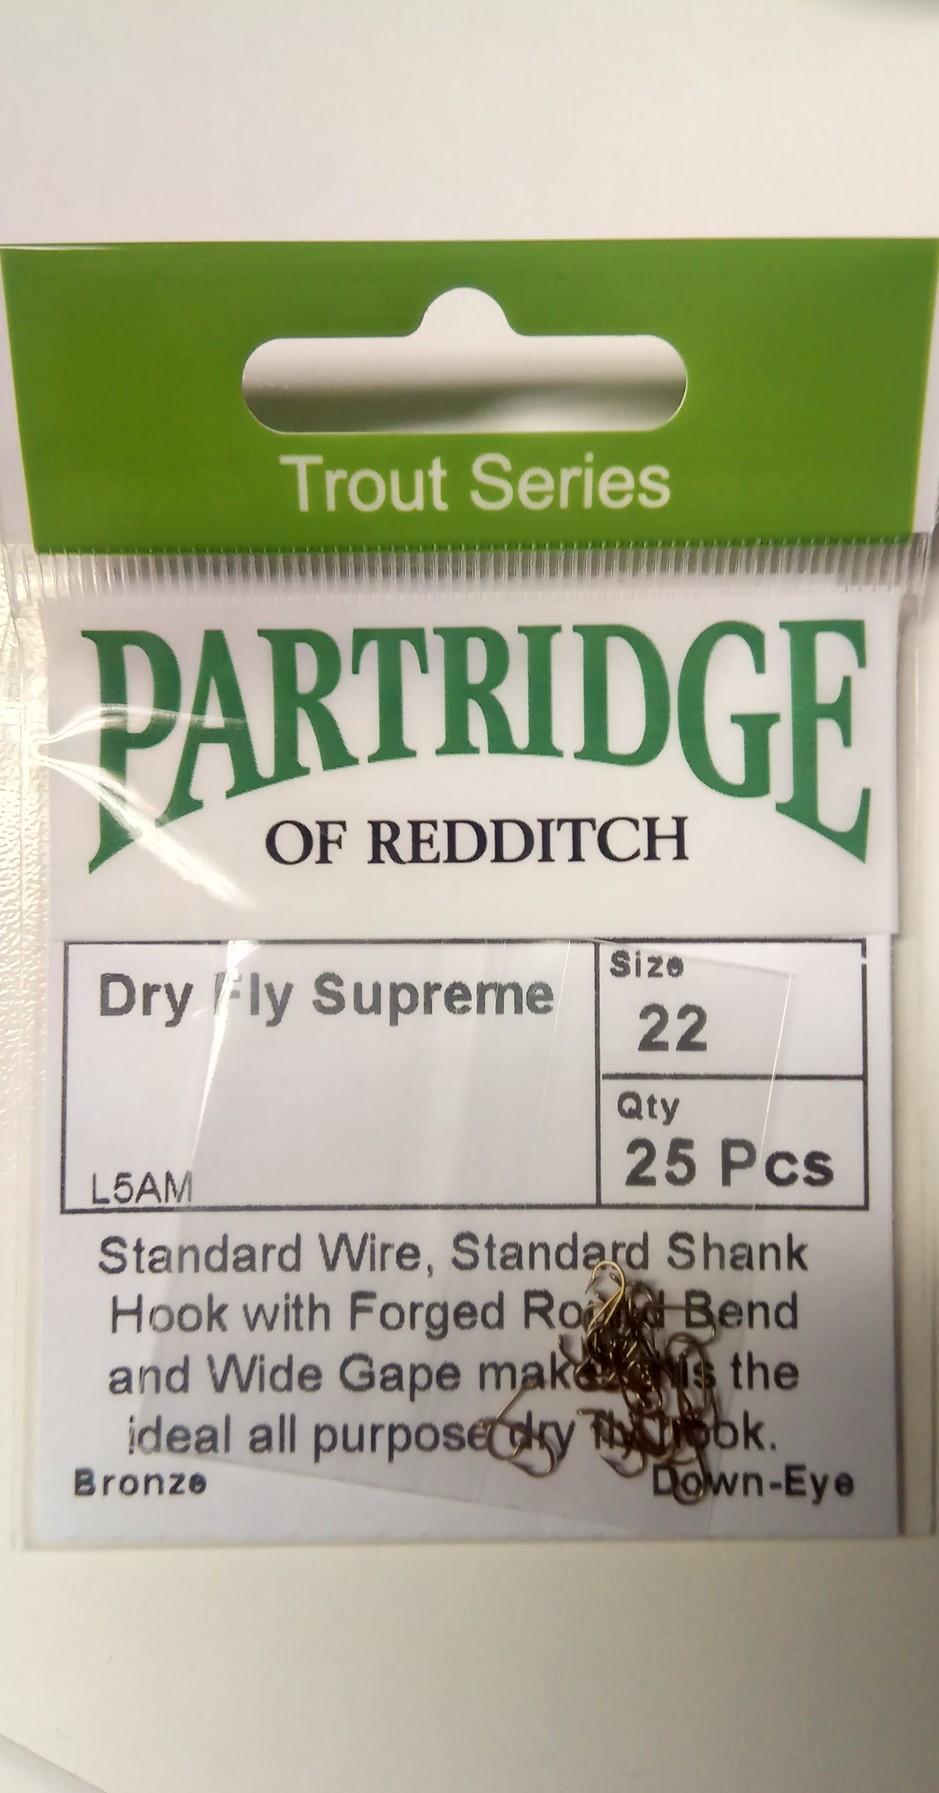 Trout Series
PARTRIDGE
OF REDDITCH
Dry Fly Supreme
Size
22
Qty
25 Pcs
L5AM
Standard Wire, Standard Shank
Hook with Forged Round Bend
and Wide Gape makes this the
ideal all purpose dry fly hook.
Bronze
Down-Eye